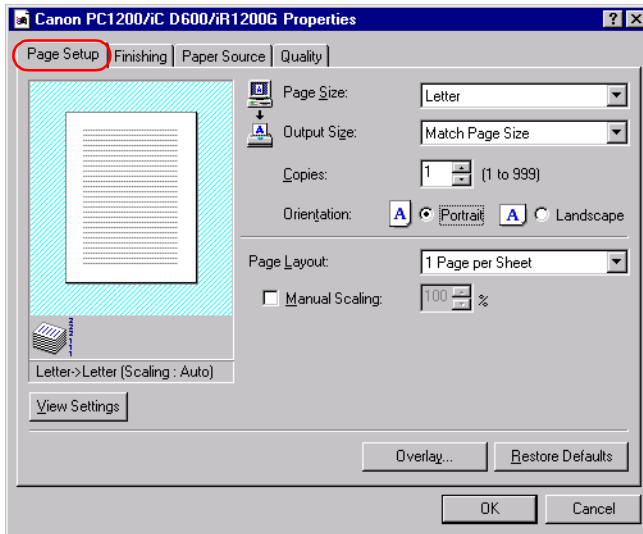 Canon PC1200/iC D600/iR1200G Properties
Page Setup Finishing Paper Source Quality
Page Size: Letter
Output Size: Match Page Size
Copies: 1 (1 to 999)
Orientation: A Portrait A Landscape
Page Layout: 1 Page per Sheet
Manual Scaling: 100 %
Letter->Letter (Scaling : Auto)
View Settings
Overlay... Restore Defaults
OK Cancel